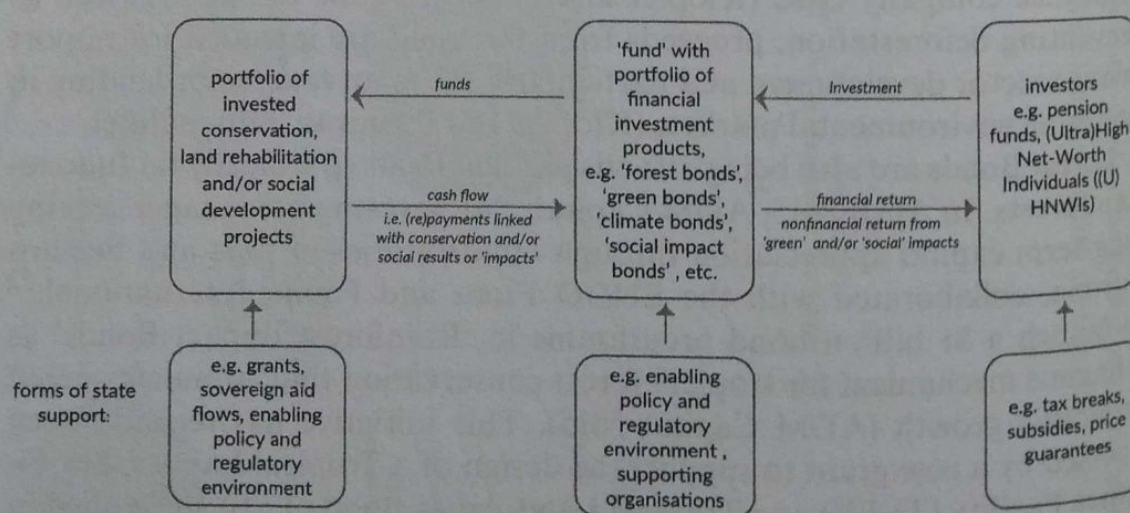 portfolio of
invested
conservation,
land rehabilitation
and/or social
development
projects
funds
cash flow
i.e. (re)payments linked
with conservation and/or
social results or 'impacts'
'fund' with
portfolio of
financial
investment
products,
e.g. 'forest bonds',
'green bonds',
'climate bonds',
'social impact
bonds' , etc.
Investment
financial return
nonfinancial return from
'green' and/or 'social' impacts
investors
e.g. pension
funds, (Ultra)High
Net-Worth
Individuals ((U)
HNWIs)
forms of state
support:
e.g. grants,
sovereign aid
flows, enabling
policy and
regulatory
environment
e.g. enabling
policy and
regulatory
environment ,
supporting
organisations
e.g. tax breaks,
subsidies, price
guarantees